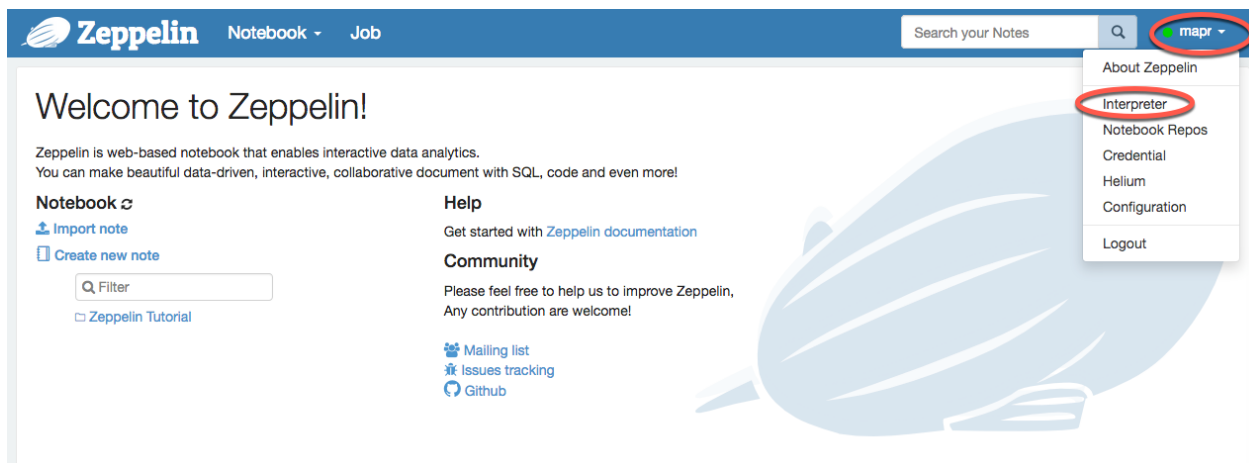 Zeppelin Notebook Job Search your Notes mapr
About Zeppelin
Interpreter
Notebook Repos
Credential
Helium
Configuration
Logout
Welcome to Zeppelin!
Zeppelin is web-based notebook that enables interactive data analytics.
You can make beautiful data-driven, interactive, collaborative document with SQL, code and even more!
Notebook
Import note
Create new note
Filter
Zeppelin Tutorial
Help
Get started with Zeppelin documentation
Community
Please feel free to help us to improve Zeppelin,
Any contribution are welcome!
Mailing list
Issues tracking
Github